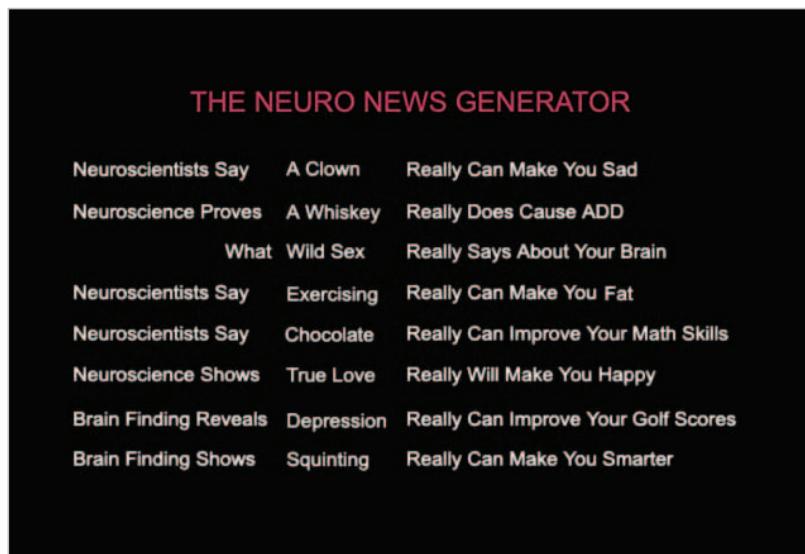 THE NEURO NEWS GENERATOR
Neuroscientists Say A Clown Really Can Make You Sad
Neuroscience Proves A Whiskey Really Does Cause ADD
What Wild Sex Really Says About Your Brain
Neuroscientists Say Exercising Really Can Make You Fat
Neuroscientists Say Chocolate Really Can Improve Your Math Skills
Neuroscience Shows True Love Really Will Make You Happy
Brain Finding Reveals Depression Really Can Improve Your Golf Scores
Brain Finding Shows Squinting Really Can Make You Smarter